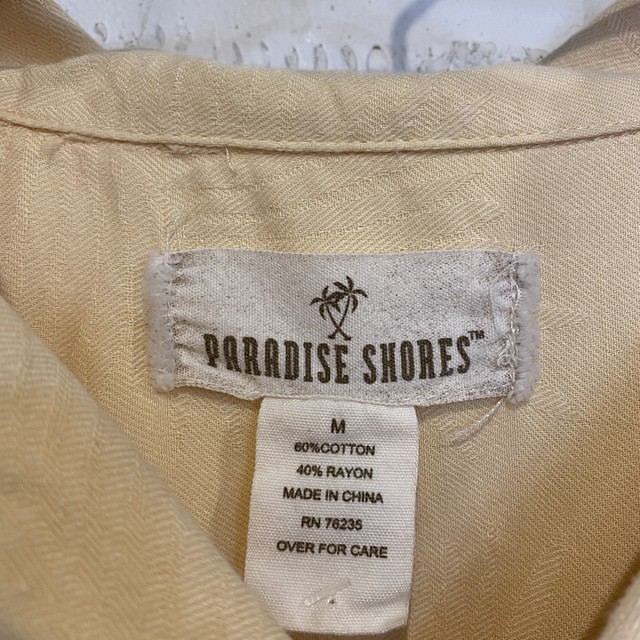 PARADISE SHORES™
M
60%COTTON
40% RAYON
MADE IN CHINA
RN 76235
OVER FOR CARE